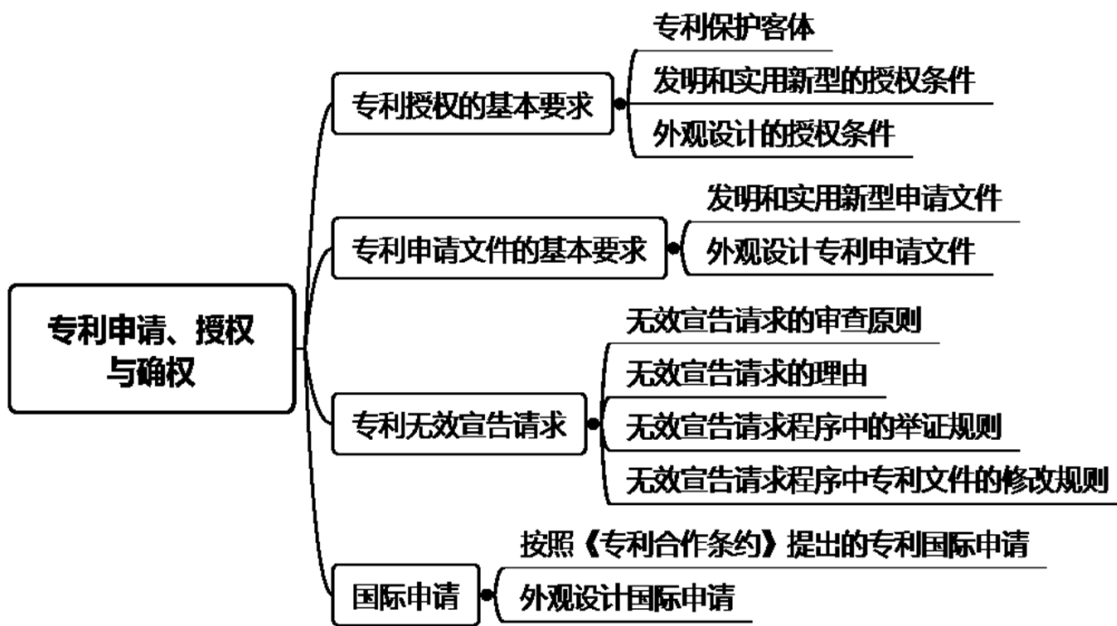 专利申请、授权
与确权
专利授权的基本要求
专利保护客体
发明和实用新型的授权条件
外观设计的授权条件
专利申请文件的基本要求
发明和实用新型申请文件
外观设计专利申请文件
专利无效宣告请求
无效宣告请求的审查原则
无效宣告请求的理由
无效宣告请求程序中的举证规则
无效宣告请求程序中专利文件的修改规则
国际申请
按照《专利合作条约》提出的专利国际申请
外观设计国际申请